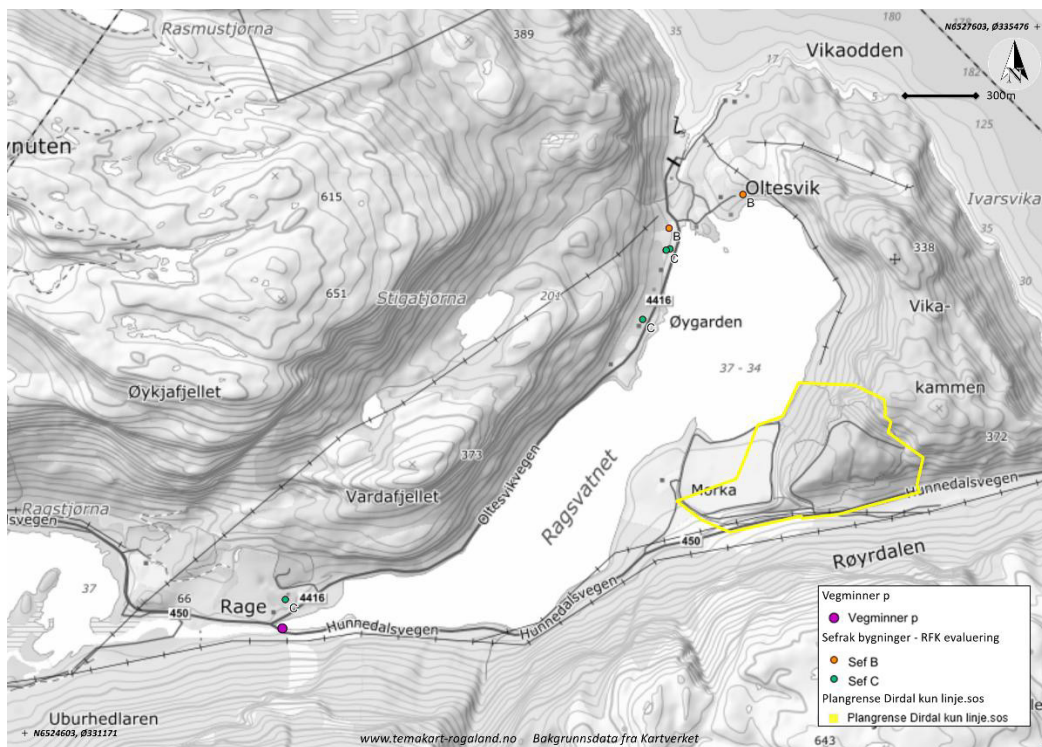 Rasmustjørna
389
35
180
178
N6527603, Ø335476 +
Vikaodden
17
182
N
2
5
300m
125
ynuten
615
Oltesvik
B
Ivarsvika
B
35
C
338
651
Stigatjørna
201
4416
30
Vika-
C
Øygarden
37 - 34
Øykjafjellet
kammen
373
372
Vardafjellet
Oltesvikvegen
Ragsvatnet
Morka
Hunnedalsvegen
Ragstjørna
Hunnedalsvegen
450
Røyrdalen
37
66
4416
C
450
Rage
Hunnedalsvegen
Hunnedalsvegen
Vegminner p
Vegminner p
Sefrak bygninger - RFK evaluering
Sef B
Sef C
Plangrense Dirdal kun linje.sos
Plangrense Dirdal kun linje.sos
Uburhedlaren
+ N6524603, Ø331171
www.temakart-rogaland.no Bakgrunnsdata fra Kartverket
643